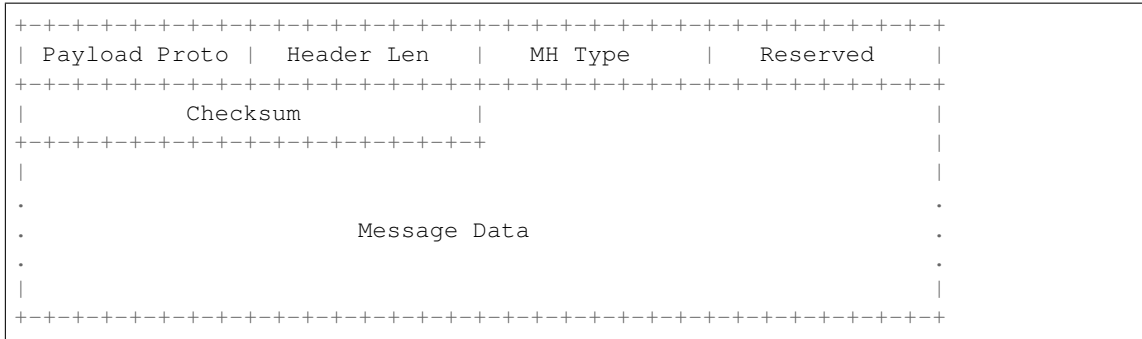 +-+-+-+-+-+-+-+-+-+-+-+-+-+-+-+-+-+-+-+-+-+-+-+-+-+-+-+-+-+-+-+-+
| Payload Proto |  Header Len   |   MH Type     |   Reserved    |
+-+-+-+-+-+-+-+-+-+-+-+-+-+-+-+-+-+-+-+-+-+-+-+-+-+-+-+-+-+-+-+-+
|           Checksum            |                               |
+-+-+-+-+-+-+-+-+-+-+-+-+-+-+-+-+                               |
|                                                               |
.                                                               .
.                       Message Data                            .
.                                                               .
|                                                               |
+-+-+-+-+-+-+-+-+-+-+-+-+-+-+-+-+-+-+-+-+-+-+-+-+-+-+-+-+-+-+-+-+